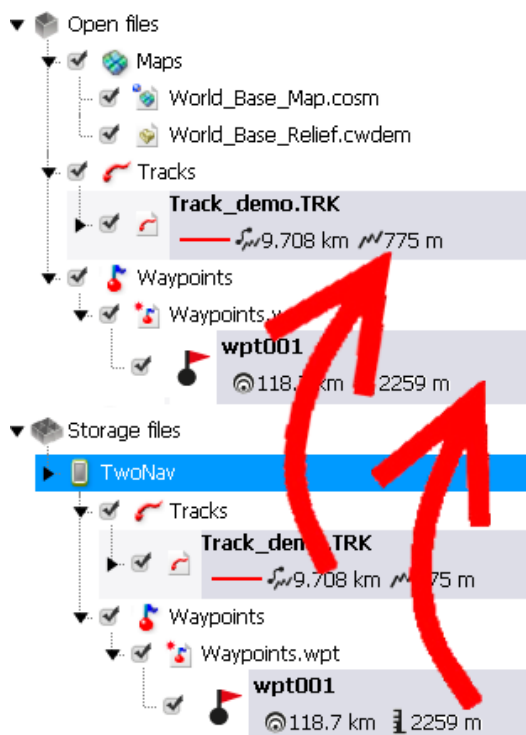 Open files
Maps
World_Base_Map.cosm
World_Base_Relief.cwdem
Tracks
Track_demo.TRK
9.708 km 775 m
Waypoints
wpt001
2259 m
Storage files
TwoNav
Tracks
9.708 km
Waypoints
Waypoints.wpt
wpt001
118.7 km 2259 m